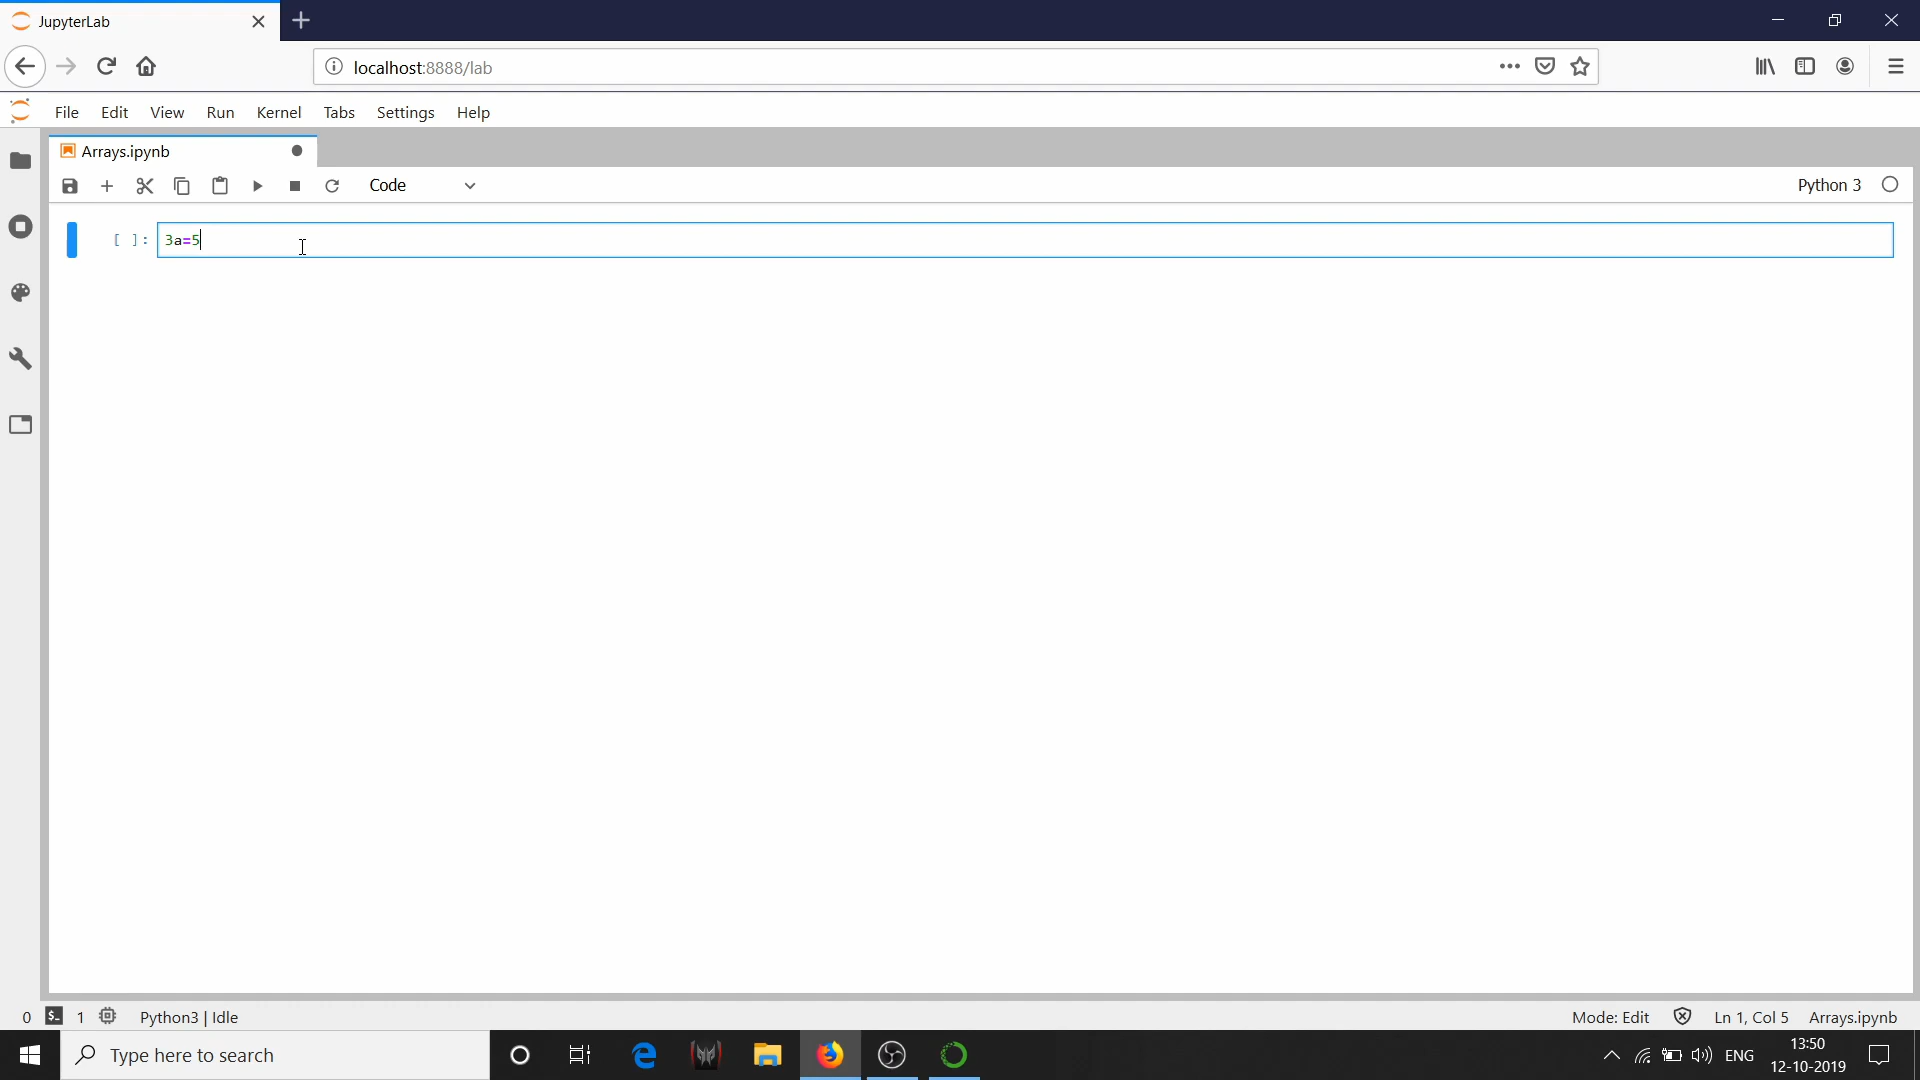 JupyterLab
localhost:8888/lab
File Edit View Run Kernel Tabs Settings Help
Arrays.ipynb
Code Python 3
[ ]: 3a=5
0 $_ 1 Python3 | Idle Mode: Edit Ln 1, Col 5 Arrays.ipynb
Type here to search ENG 13:50
12-10-2019